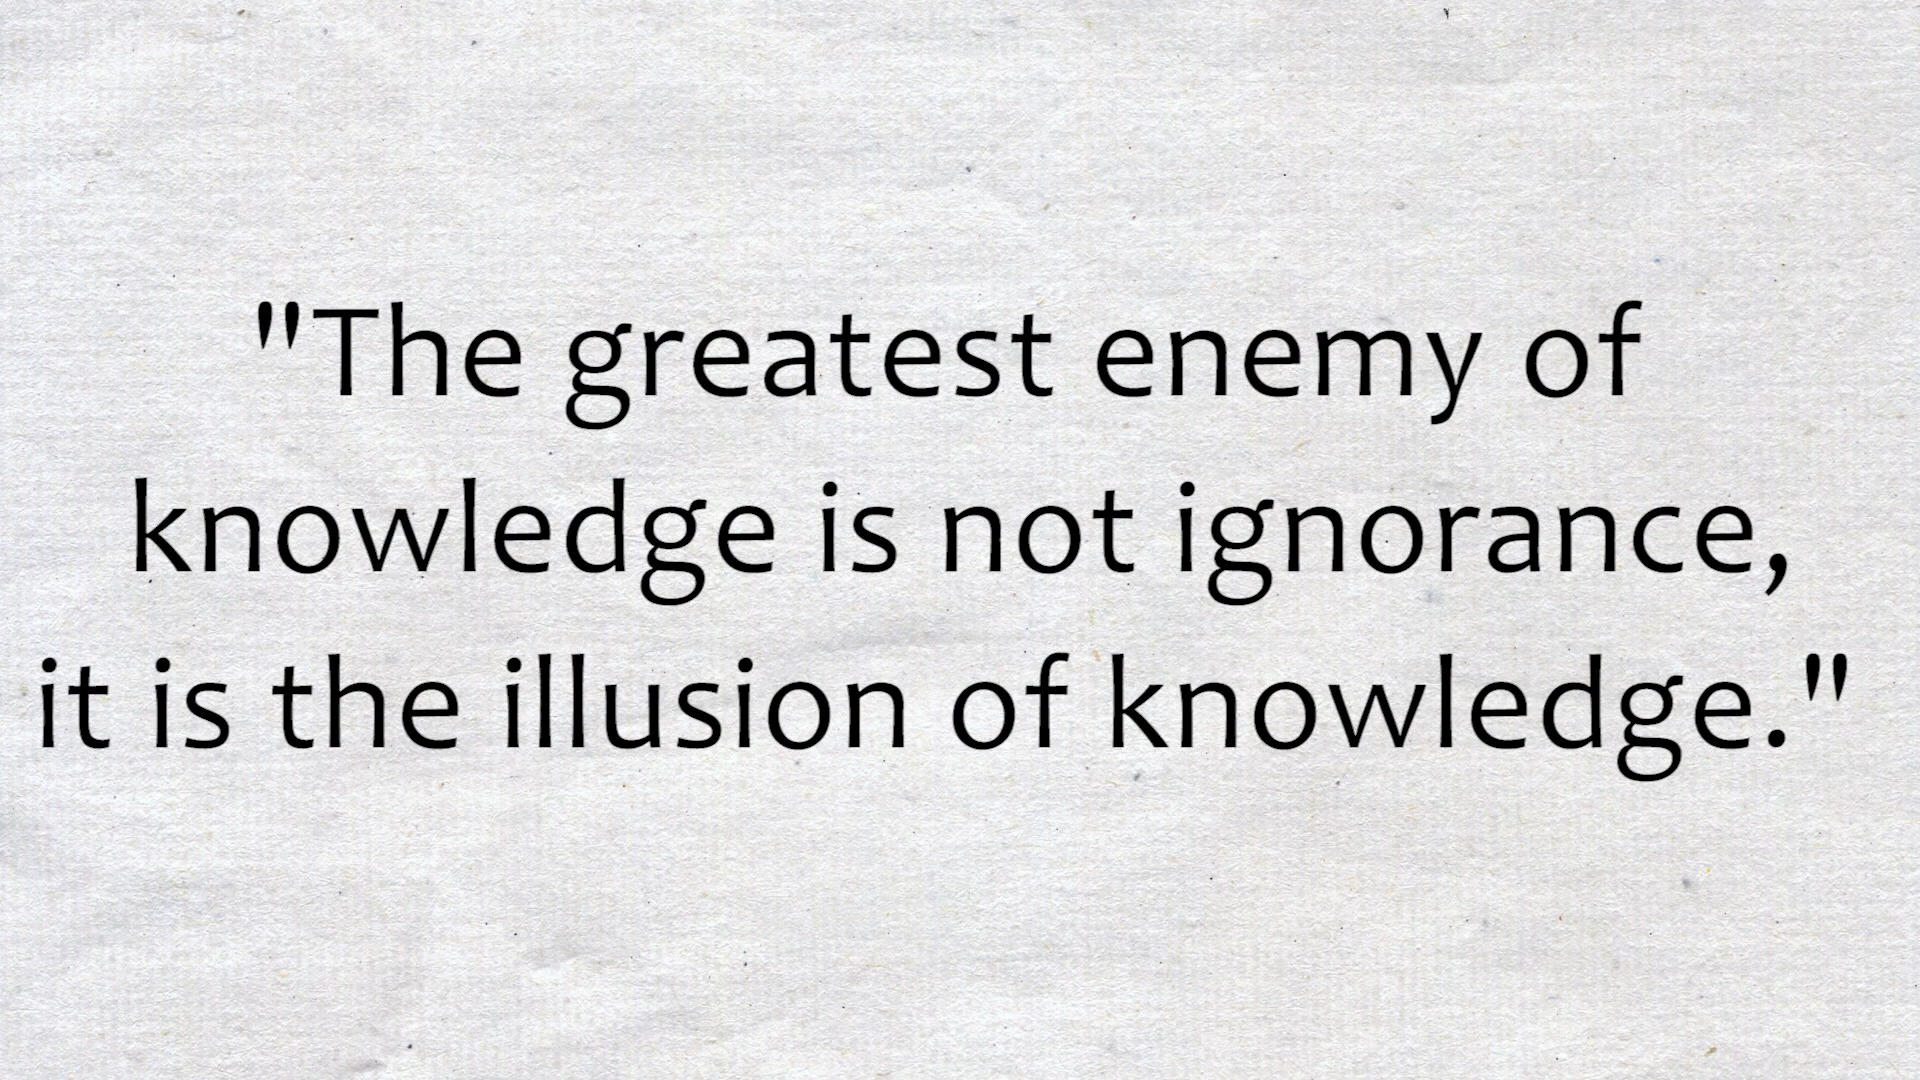 "The greatest enemy of
knowledge is not ignorance,
it is the illusion of knowledge."